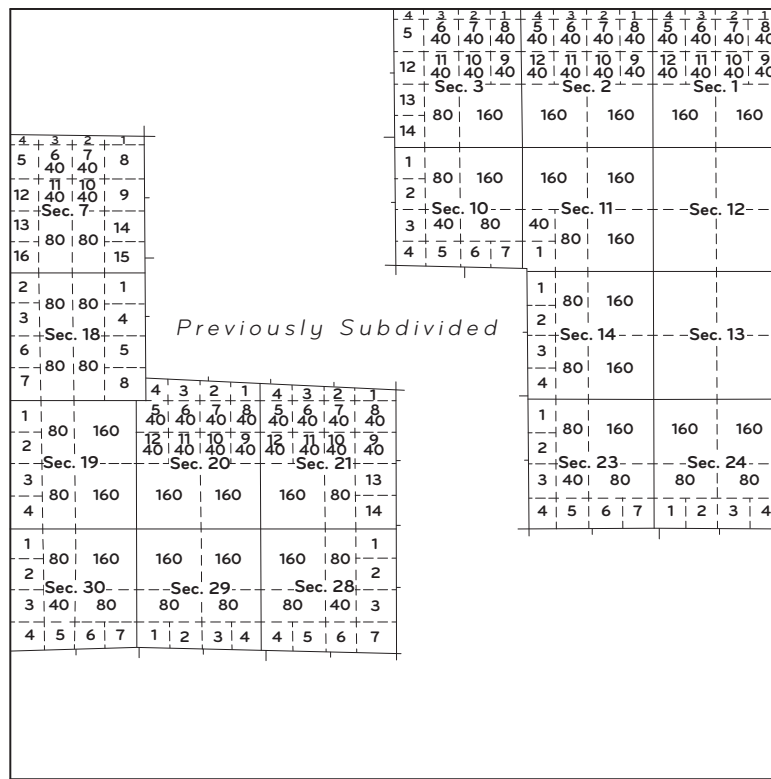 4 3 2 1 4 3 2 1 4 3 2 1
5 6 7 8 5 6 7 8 5 6 7 8
40 40 40 40 40 40 40 40 40 40 40
12 11 10 9 12 11 10 9 12 11 10 9
40 40 40 40 40 40 40 40 40 40 40
Sec. 3 Sec. 2 Sec. 1
13
80 160 160 160 160 160
14
4 3 2 1
5 6 7 8
40 40
1
80 160 160 160
12 11 10 9
40 40
2
Sec. 7 Sec. 10 Sec. 11 Sec. 12
13 14
3 40 80 40
80 80
80 160
16 15
4 5 6 7 1
2 1
80 80
1
80 160
3 4
2
Previously Subdivided
Sec. 18 Sec. 14 Sec. 13
6 5
3
80 80
80 160
7 8
4
4 3 2 1 4 3 2 1
5 6 7 8 5 6 7 8
40 40 40 40 40 40 40 40
1
80 160
1
80 160 160 160
12 11 10 9 12 11 10 9
40 40 40 40 40 40 40 40
2
2
Sec. 19 Sec. 20 Sec. 21 Sec. 23 Sec. 24
3 13
3 40 80 80 80
80 160 160 160 160 80
4 14
4 5 6 7 1 2 3 4
1 1
80 160 160 160 160 80
2 2
Sec. 30 Sec. 29 Sec. 28
3 40 80 80 80 80 40 3
4 5 6 7 1 2 3 4 4 5 6 7